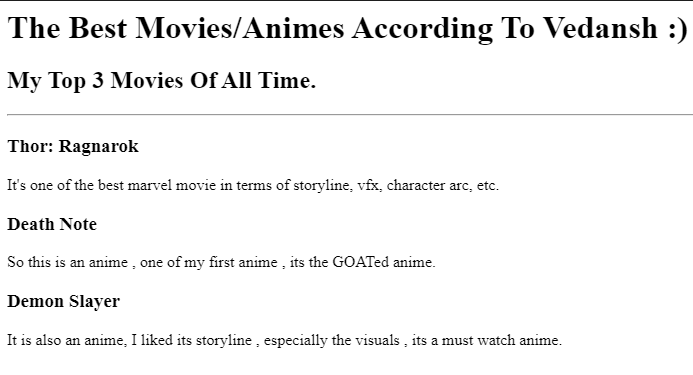 The Best Movies/Animes According To Vedansh :)
My Top 3 Movies Of All Time.
Thor: Ragnarok
It's one of the best marvel movie in terms of storyline, vfx, character arc, etc.
Death Note
So this is an anime , one of my first anime , its the GOATed anime.
Demon Slayer
It is also an anime, I liked its storyline , especially the visuals , its a must watch anime.